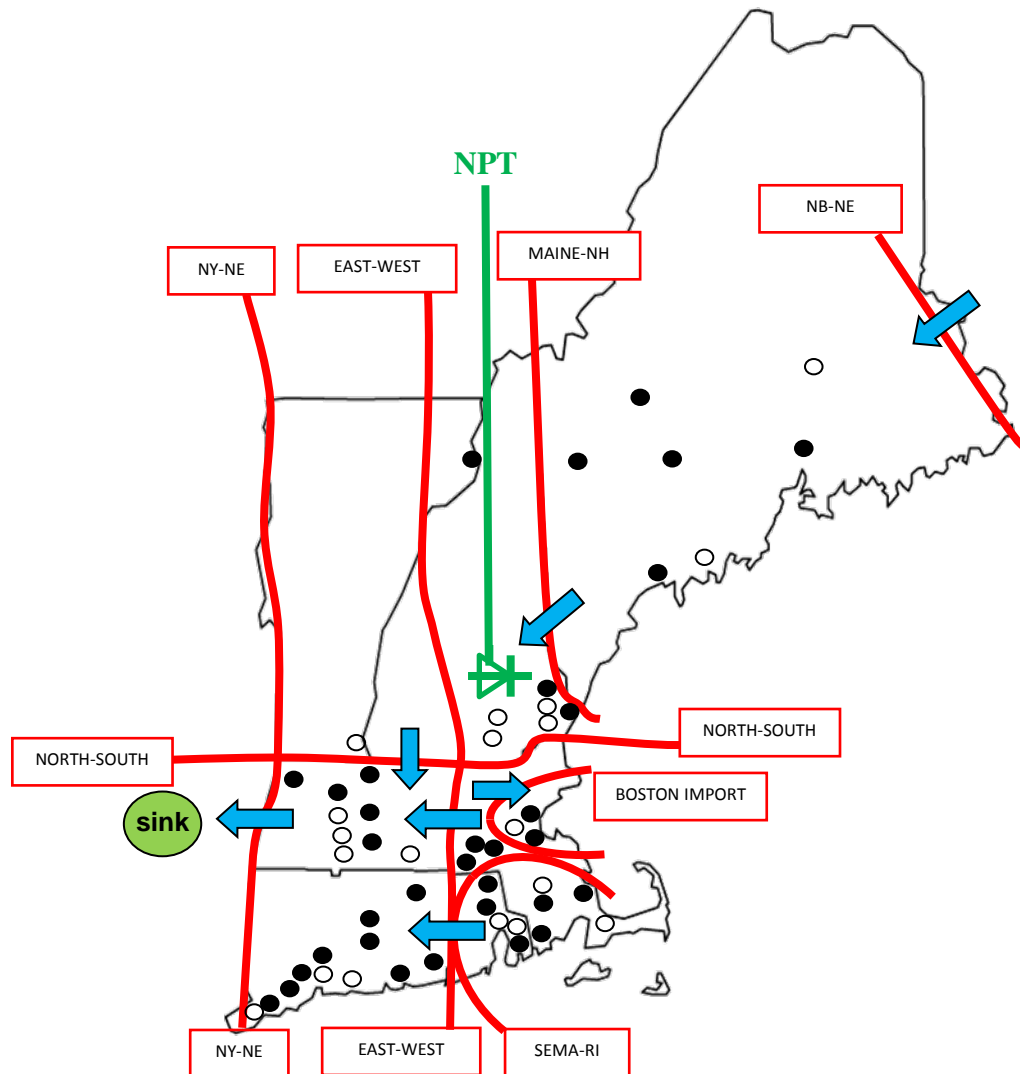 NPT
NB-NE
MAINE-NH
EAST-WEST
NY-NE
NORTH-SOUTH
NORTH-SOUTH
BOSTON IMPORT
sink
NY-NE
EAST-WEST
SEMA-RI